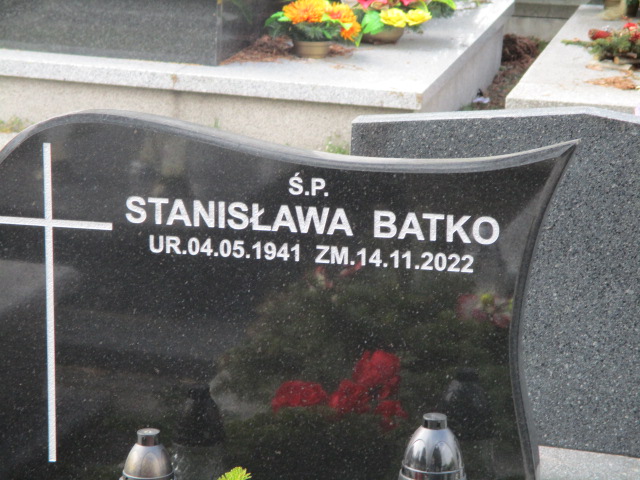 Ś.P.
STANISŁAWA BATKO
UR.04.05.1941 ZM.14.11.2022